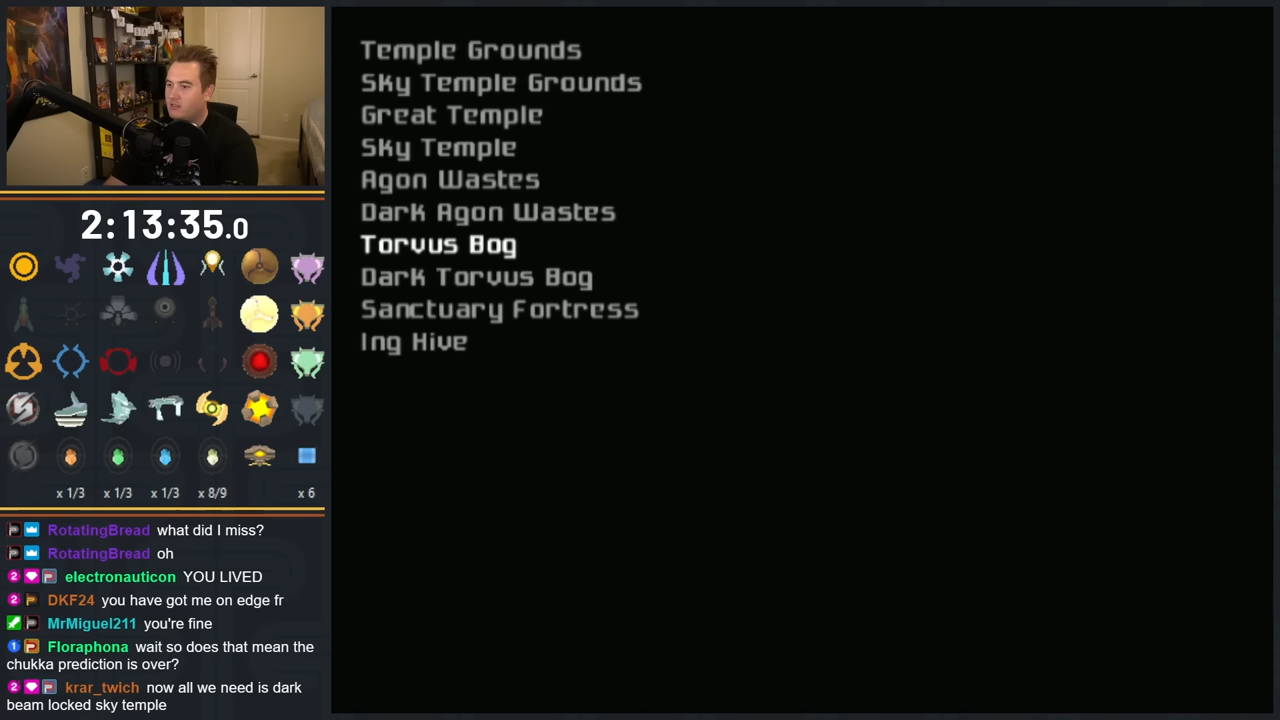 Temple Grounds
Sky Temple Grounds
Great Temple
Sky Temple
Agon Wastes
Dark Agon Wastes
Torvus Bog
Dark Torvus Bog
Sanctuary Fortress
Ing Hive
2:13:35.0
x 1/3 x 1/3 x 1/3 x 8/9 x 6
RotatingBread what did I miss?
RotatingBread oh
2 electronauticon YOU LIVED
2 DKF24 you have got me on edge fr
MrMiguel211 you're fine
1 Floraphona wait so does that mean the
chukka prediction is over?
2 krar_twich now all we need is dark
beam locked sky temple